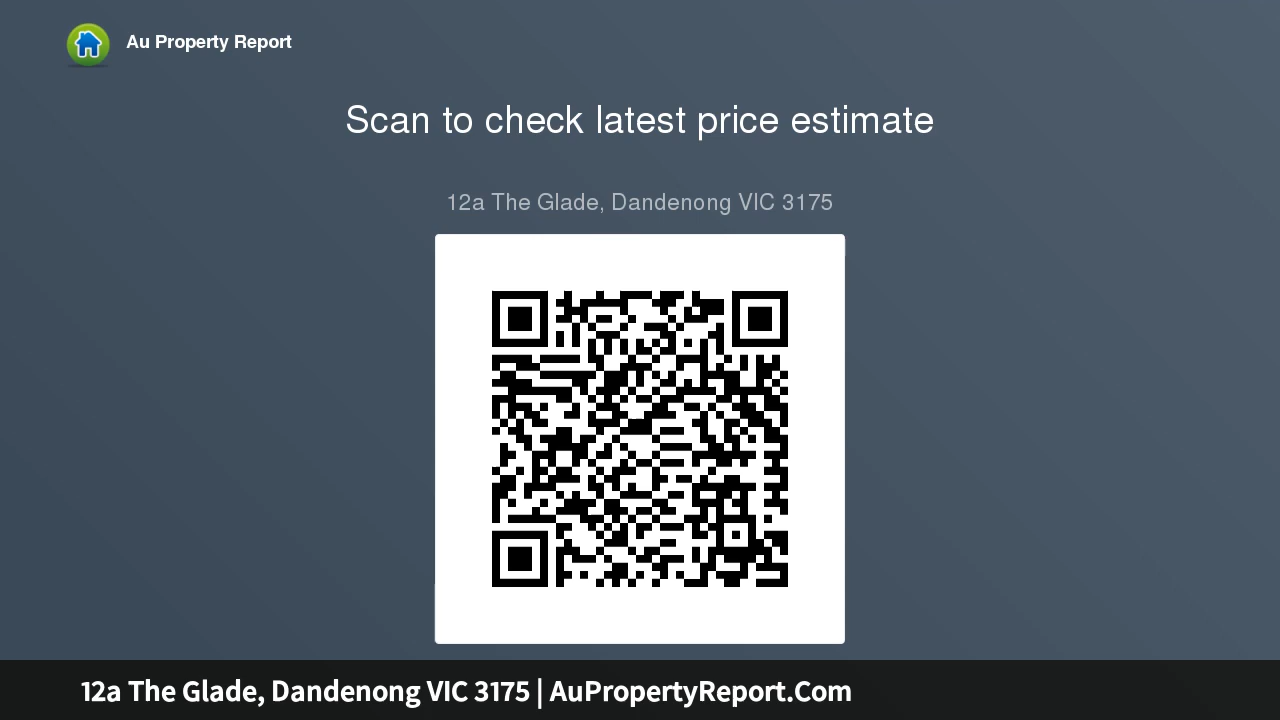 Au Property Report
Scan to check latest price estimate
12a The Glade, Dandenong VIC 3175
12a The Glade, Dandenong VIC 3175 | AuPropertyReport.Com